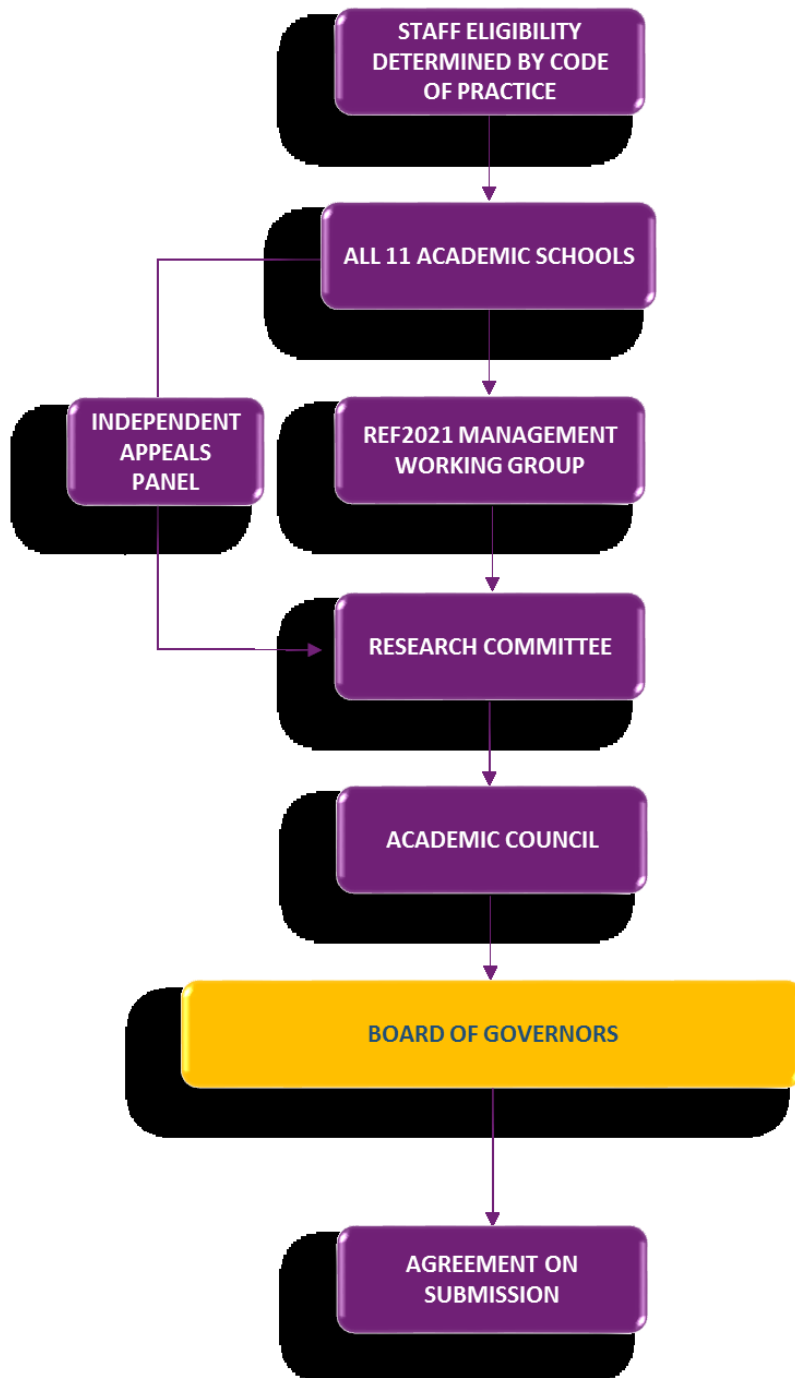 STAFF ELIGIBILITY
DETERMINED BY CODE
OF PRACTICE
ALL 11 ACADEMIC SCHOOLS
INDEPENDENT
APPEALS
PANEL
REF2021 MANAGEMENT
WORKING GROUP
RESEARCH COMMITTEE
ACADEMIC COUNCIL
BOARD OF GOVERNORS
AGREEMENT ON
SUBMISSION